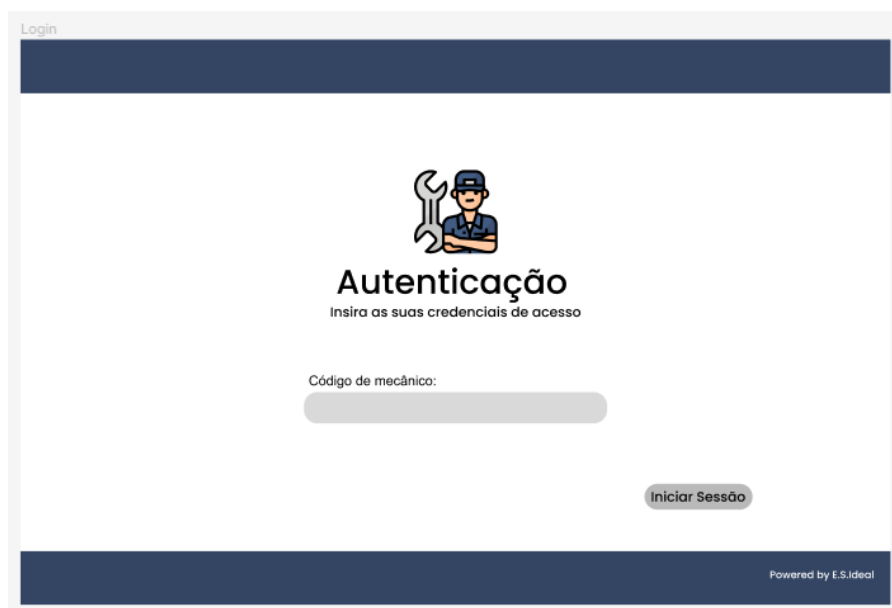 Login
Autenticação
Insira as suas credenciais de acesso
Código de mecânico:
Iniciar Sessão
Powered by E.S.Ideal